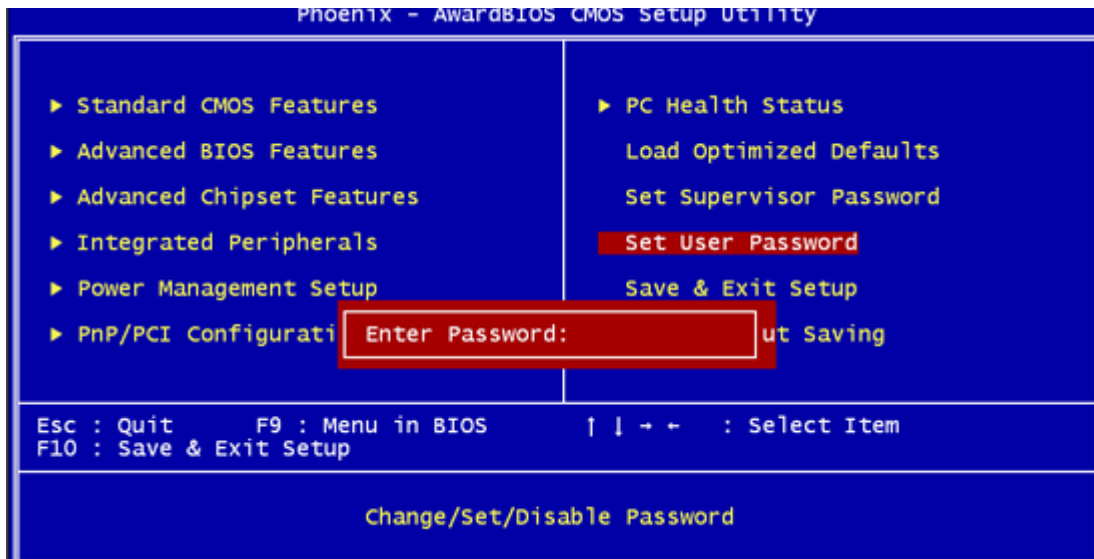 Phoenix - AwardBIOS CMOS Setup Utility
► Standard CMOS Features
► Advanced BIOS Features
► Advanced Chipset Features
► Integrated Peripherals
► Power Management Setup
► PnP/PCI Configurati
► PC Health Status
Load Optimized Defaults
Set Supervisor Password
Set User Password
Save & Exit Setup
ut Saving
Enter Password:
Esc : Quit F9 : Menu in BIOS ↑ ↓ → ← : Select Item
F10 : Save & Exit Setup
Change/Set/Disable Password